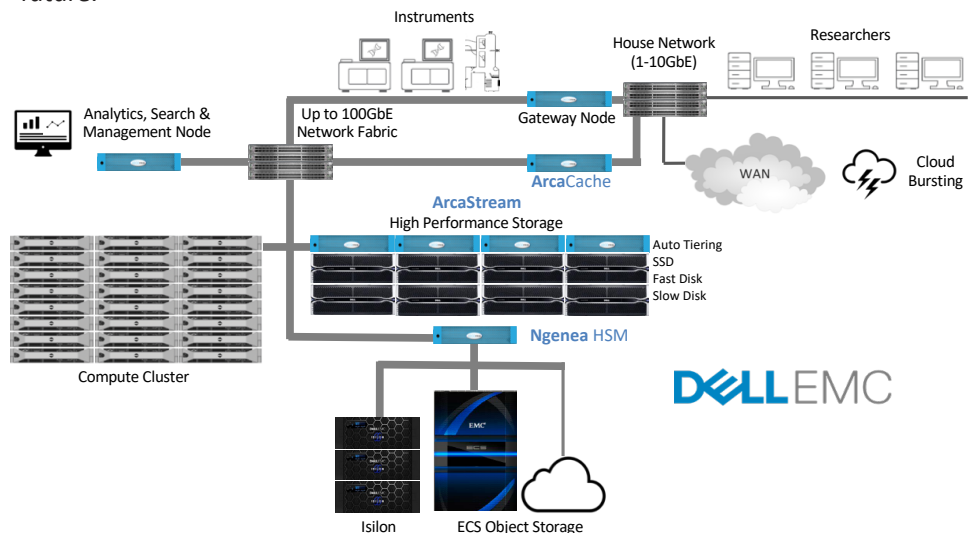 Instruments
House Network
(1-10GbE)
Researchers
Analytics, Search &
Management Node
Up to 100GbE
Network Fabric
Gateway Node
ArcaCache
WAN
Cloud
Bursting
ArcaStream
High Performance Storage
Auto Tiering
SSD
Fast Disk
Slow Disk
Ngenea HSM
Compute Cluster
DELLEMC
EMC²
ECS
Isilon
ECS Object Storage